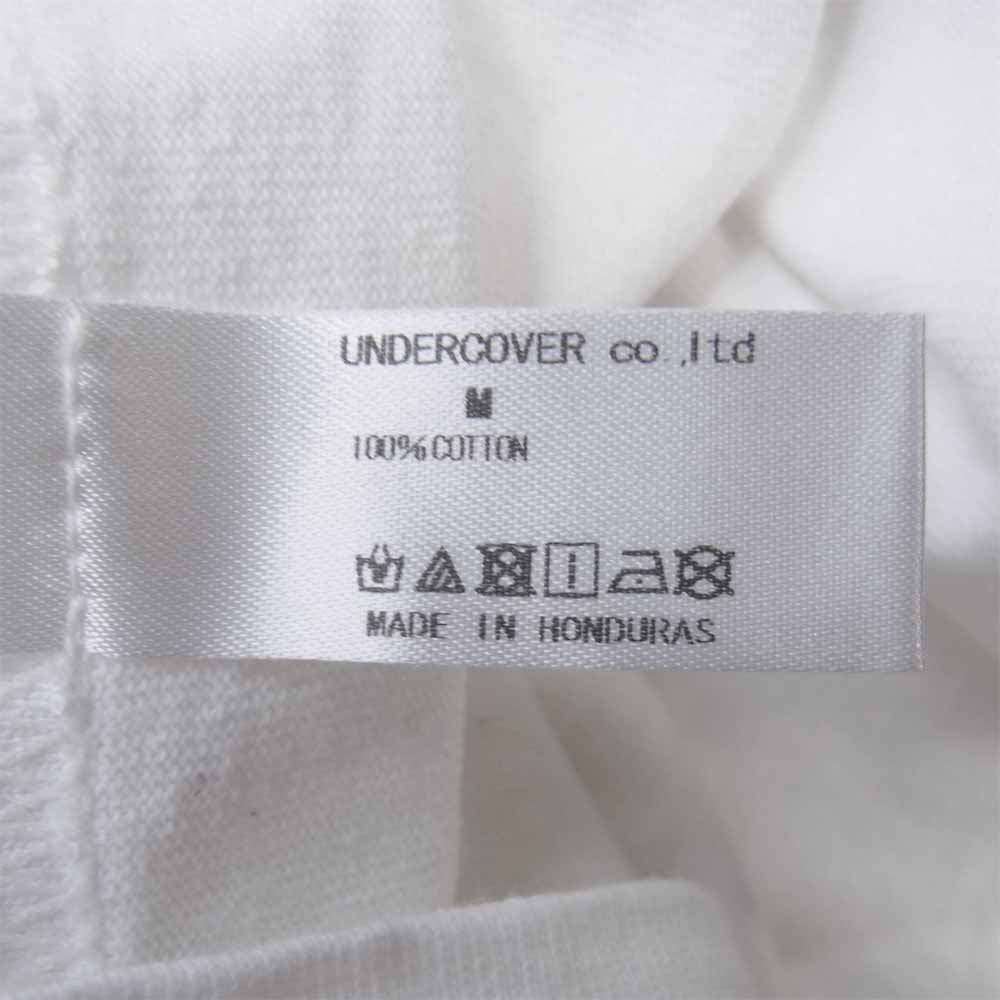 UNDERCOVER co ,ltd
M
100% COTTON
MADE IN HONDURAS